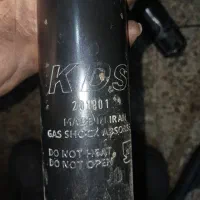 KDS
MADE IN IRAN
GAS SHOCK ABSORBER
DO NOT HEAT
DO NOT OPEN